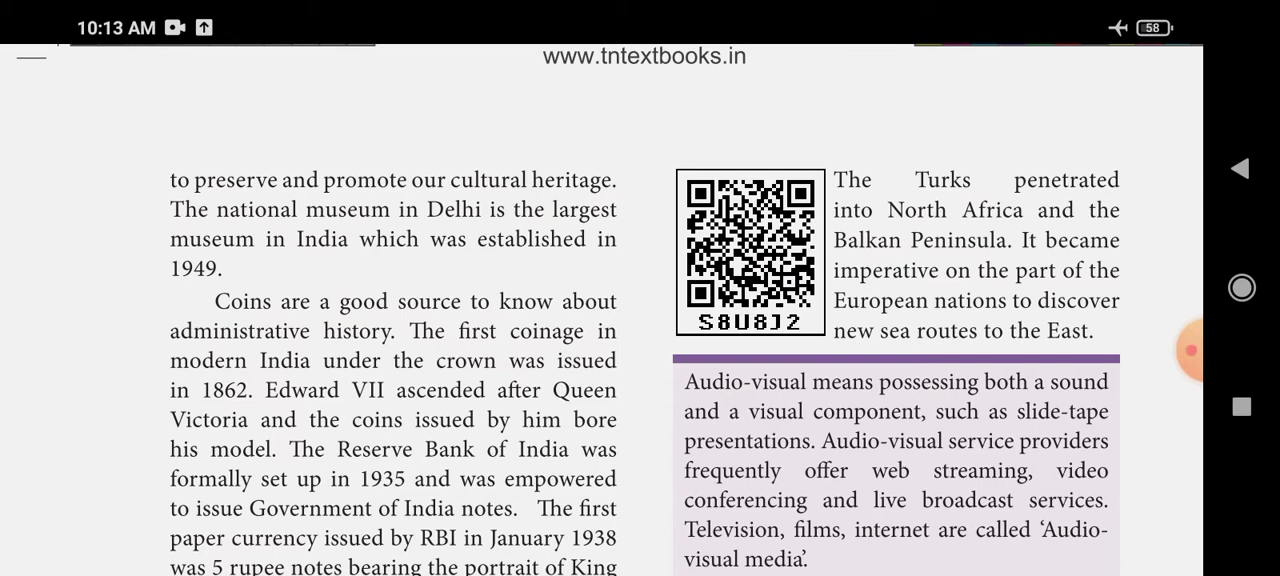 10:13 AM
58
www.tntextbooks.in
to preserve and promote our cultural heritage.
The national museum in Delhi is the largest
museum in India which was established in
1949.
Coins are a good source to know about
administrative history. The first coinage in
modern India under the crown was issued
in 1862. Edward VII ascended after Queen
Victoria and the coins issued by him bore
his model. The Reserve Bank of India was
formally set up in 1935 and was empowered
to issue Government of India notes. The first
paper currency issued by RBI in January 1938
was 5 rupee notes bearing the portrait of King
S8U8J2
The Turks penetrated
into North Africa and the
Balkan Peninsula. It became
imperative on the part of the
European nations to discover
new sea routes to the East.
Audio-visual means possessing both a sound
and a visual component, such as slide-tape
presentations. Audio-visual service providers
frequently offer web streaming, video
conferencing and live broadcast services.
Television, films, internet are called ‘Audio-
visual media’.